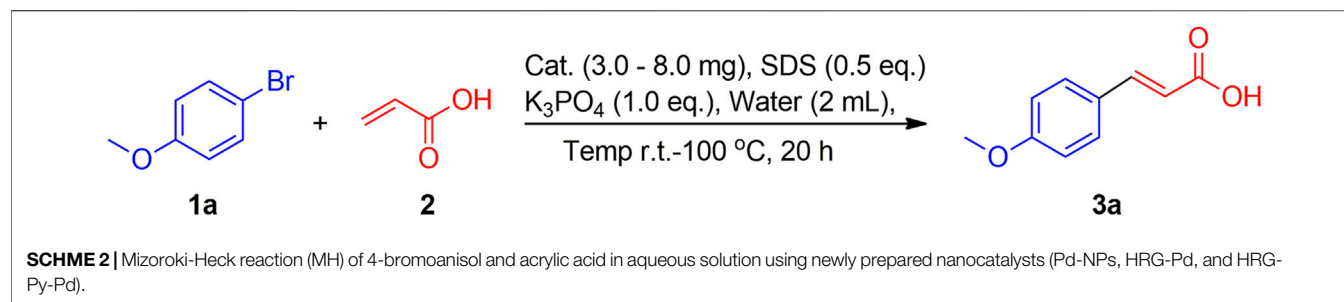 Br
O
+
OH
O
Cat. (3.0 - 8.0 mg), SDS (0.5 eq.)
K₃PO₄ (1.0 eq.), Water (2 mL),
Temp r.t.-100 °C, 20 h
O
OH
O
1a
2
3a
SCHME 2 | Mizoroki-Heck reaction (MH) of 4-bromoanisol and acrylic acid in aqueous solution using newly prepared nanocatalysts (Pd-NPs, HRG-Pd, and HRG-
Py-Pd).